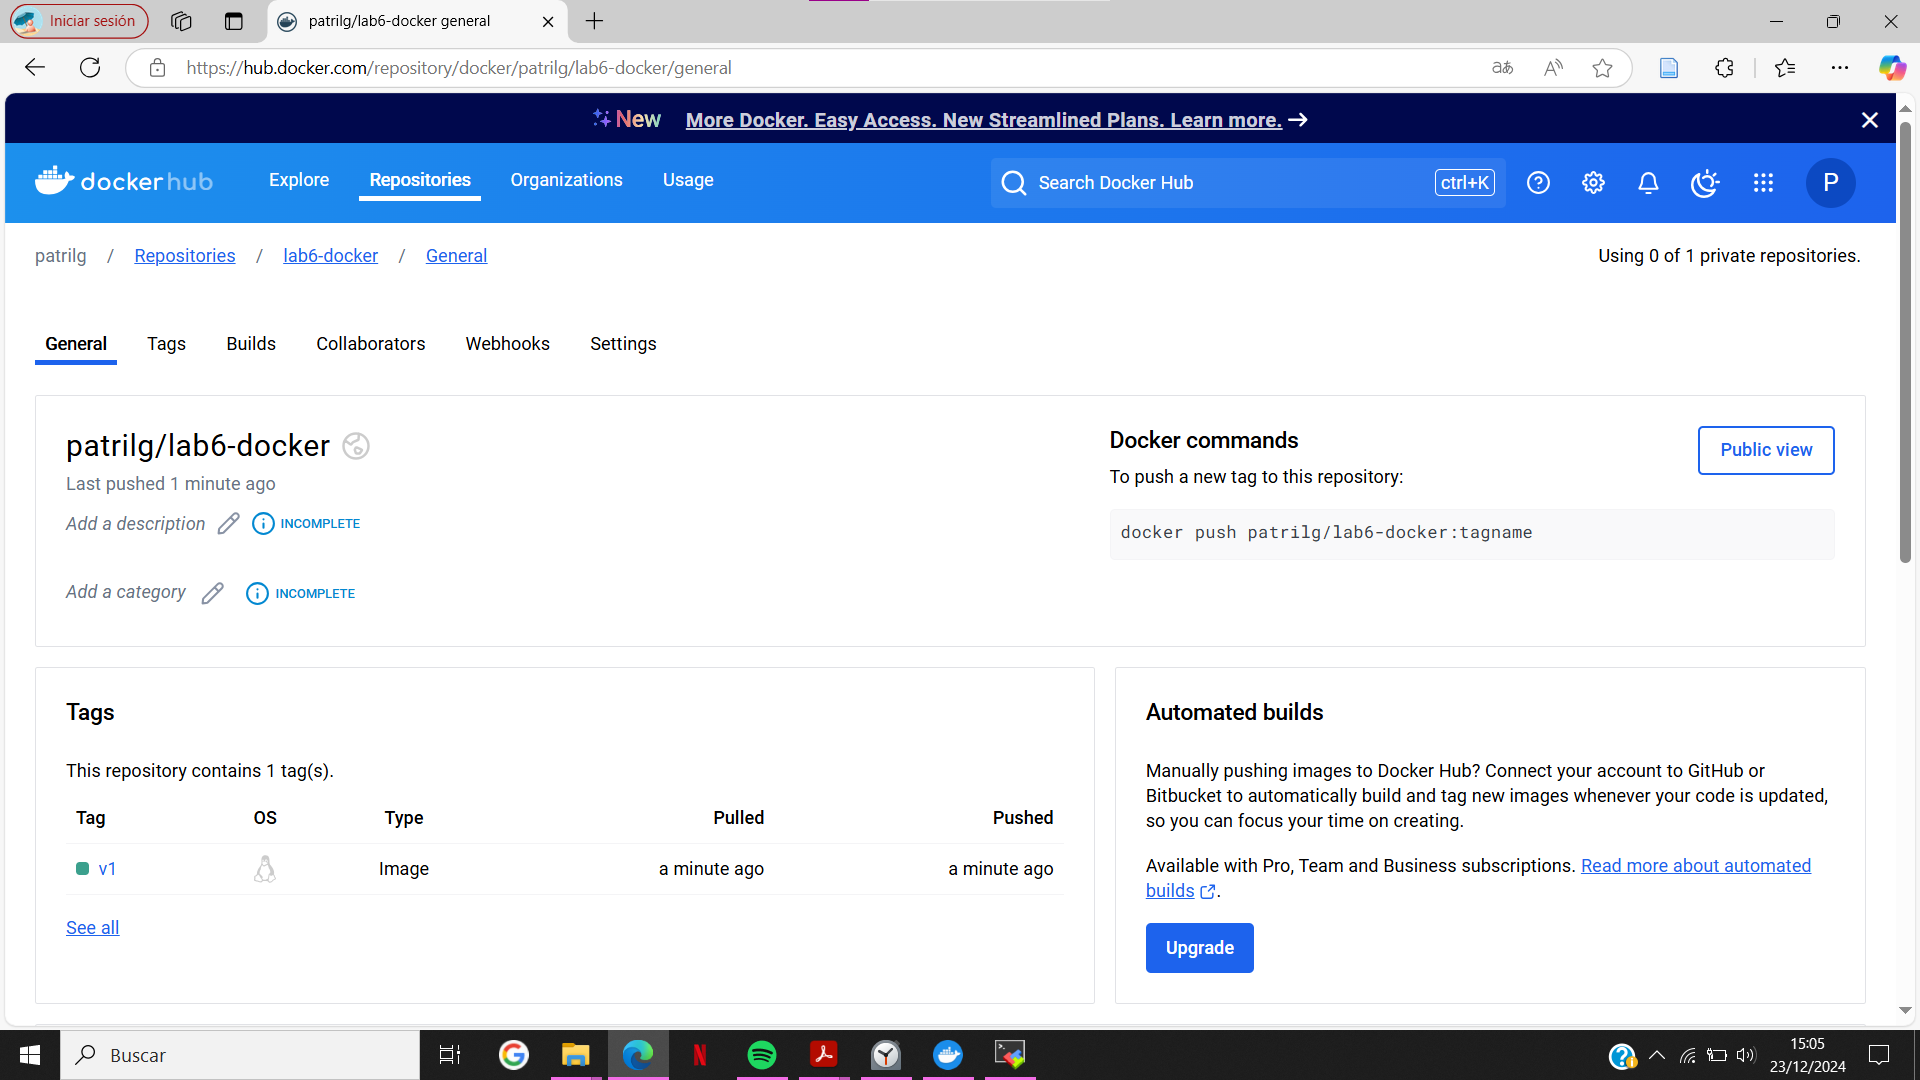 Iniciar sesión
patrilg/lab6-docker general
https://hub.docker.com/repository/docker/patrilg/lab6-docker/general
New More Docker. Easy Access. New Streamlined Plans. Learn more. →
dockerhub Explore Repositories Organizations Usage Search Docker Hub ctrl+K P
patrilg / Repositories / lab6-docker / General Using 0 of 1 private repositories.
General Tags Builds Collaborators Webhooks Settings
patrilg/lab6-docker
Last pushed 1 minute ago
Add a description INCOMPLETE
Add a category INCOMPLETE
Docker commands
Public view
To push a new tag to this repository:
docker push patrilg/lab6-docker:tagname
Tags
This repository contains 1 tag(s).
Tag OS Type Pulled Pushed
v1 Image a minute ago a minute ago
See all
Automated builds
Manually pushing images to Docker Hub? Connect your account to GitHub or
Bitbucket to automatically build and tag new images whenever your code is updated,
so you can focus your time on creating.
Available with Pro, Team and Business subscriptions. Read more about automated
builds .
Upgrade
Buscar
15:05
23/12/2024